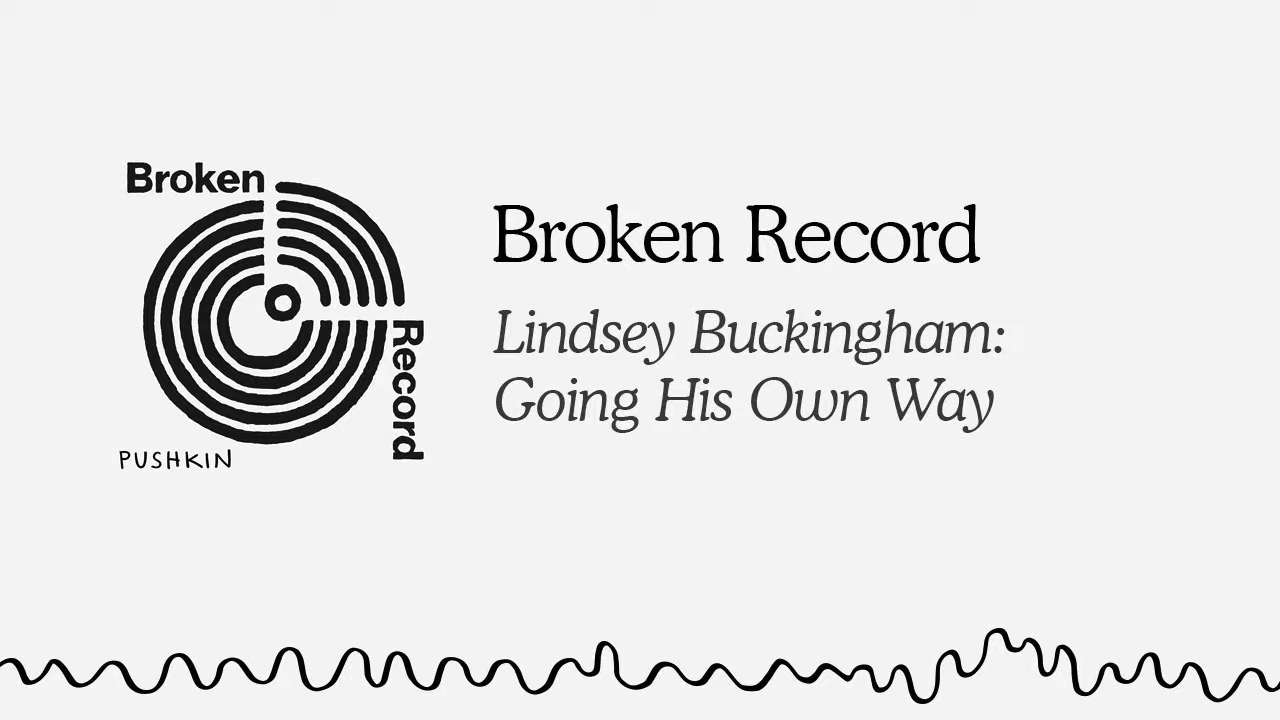 Broken
Record
PUSHKIN
Broken Record
Lindsey Buckingham:
Going His Own Way